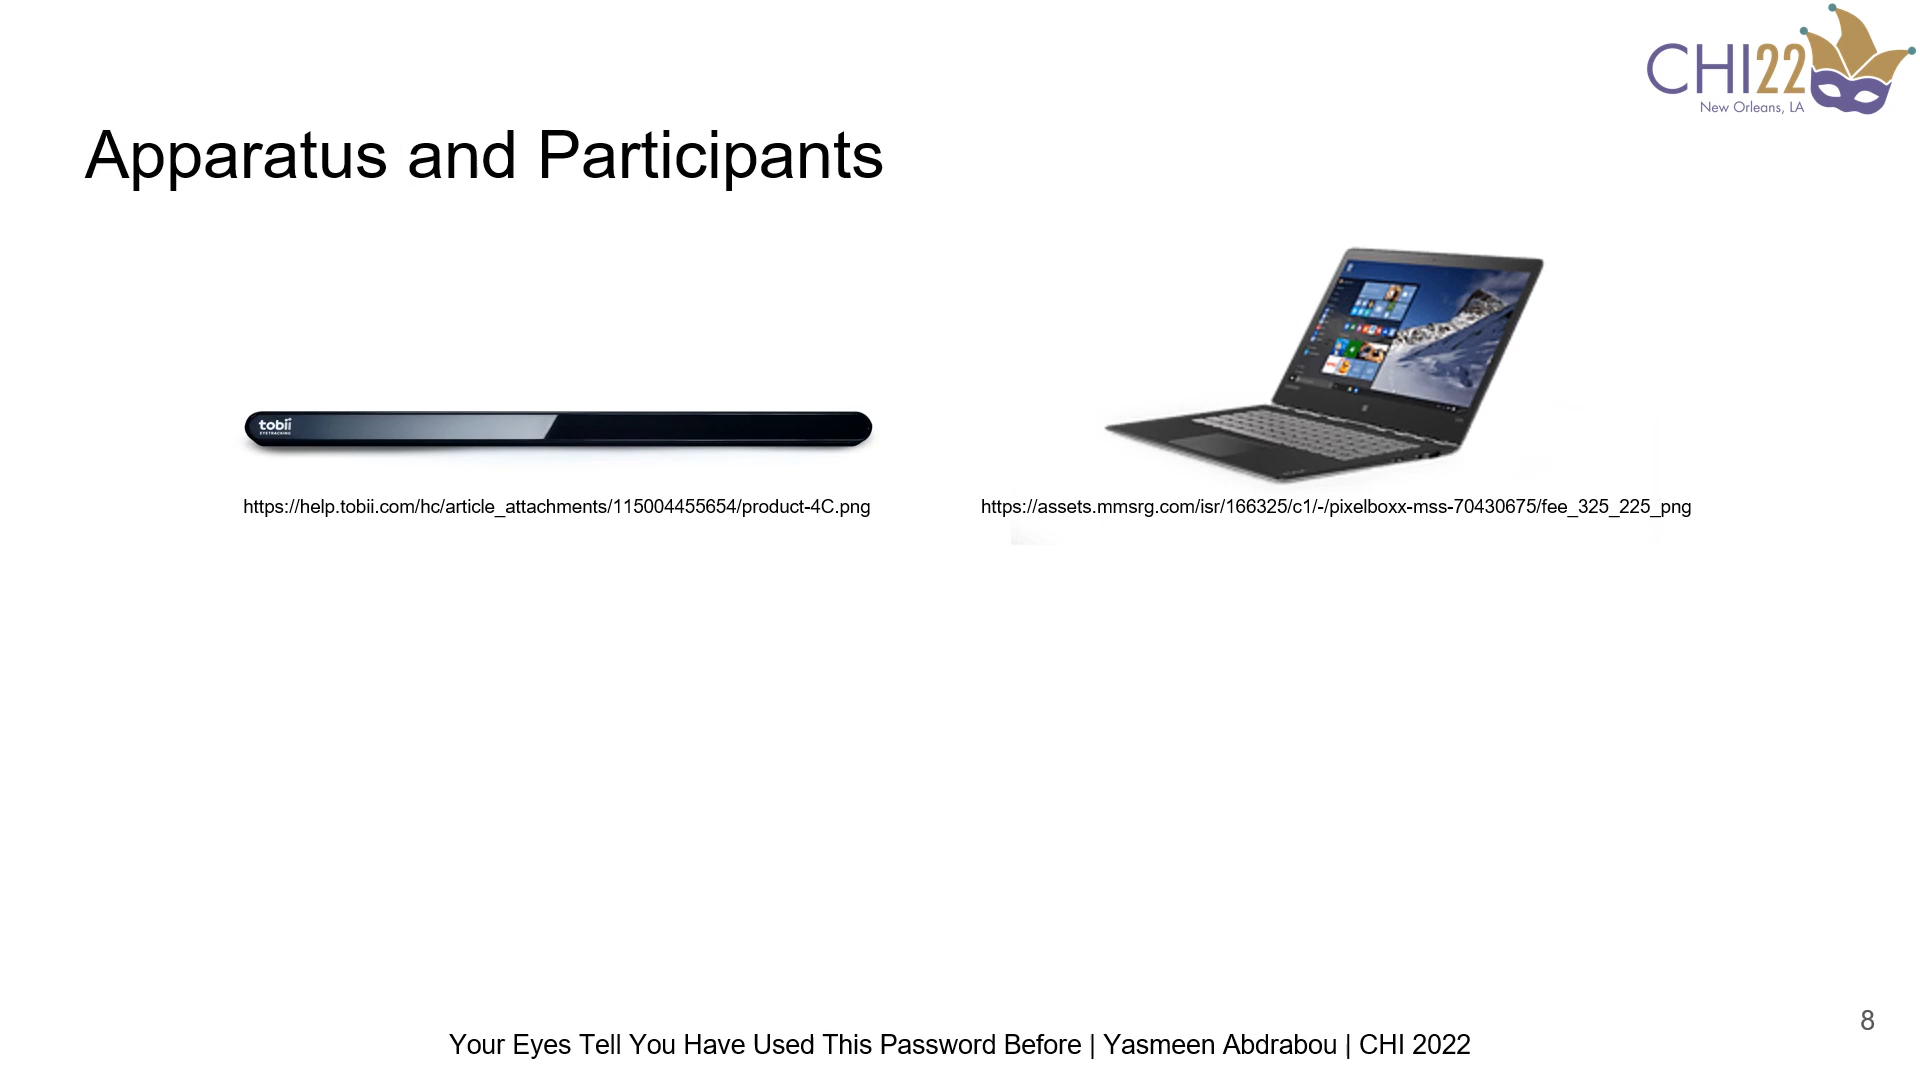 CHI22
New Orleans, LA
Apparatus and Participants
tobii
EYETRACKING
https://help.tobii.com/hc/article_attachments/115004455654/product-4C.png
https://assets.mmsrg.com/isr/166325/c1/-/pixelboxx-mss-70430675/fee_325_225_png
8
Your Eyes Tell You Have Used This Password Before | Yasmeen Abdrabou | CHI 2022